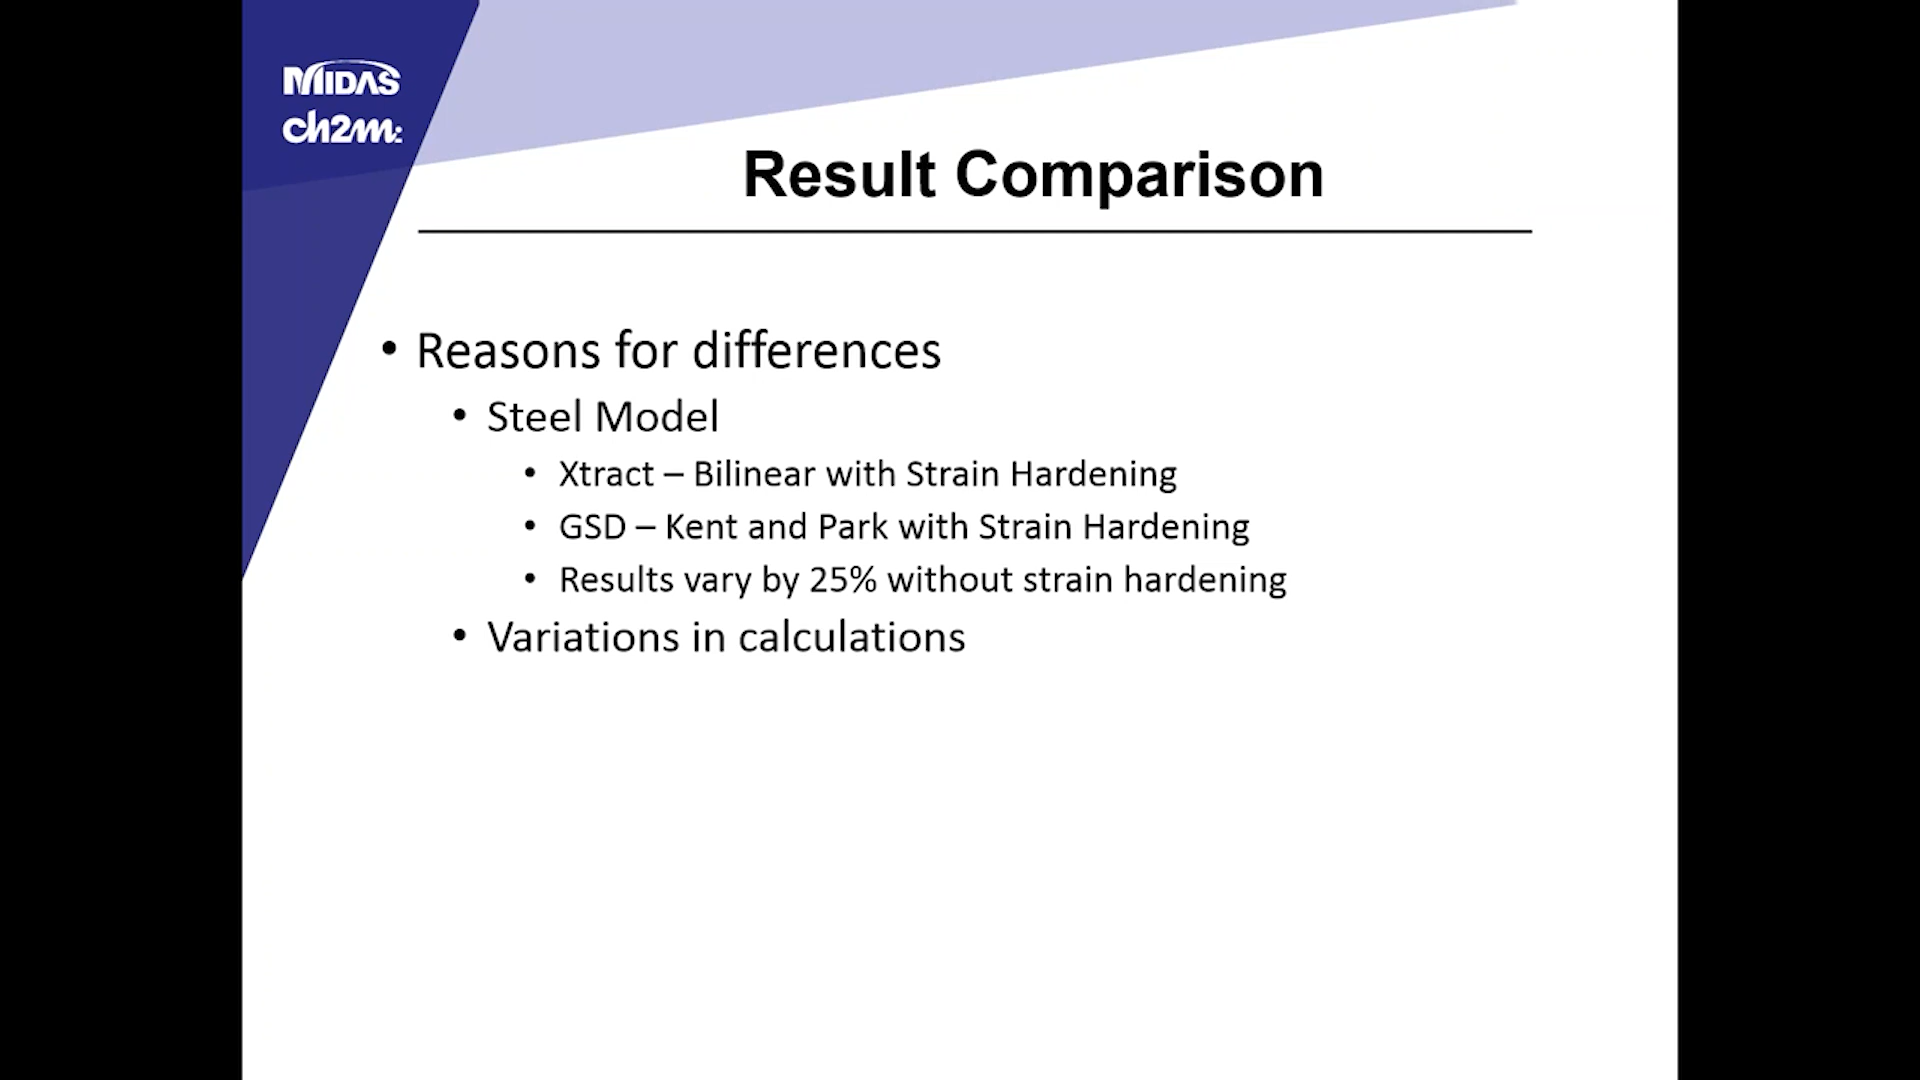 MIDAS
ch2m:
Result Comparison
• Reasons for differences
• Steel Model
• Xtract – Bilinear with Strain Hardening
• GSD – Kent and Park with Strain Hardening
• Results vary by 25% without strain hardening
• Variations in calculations